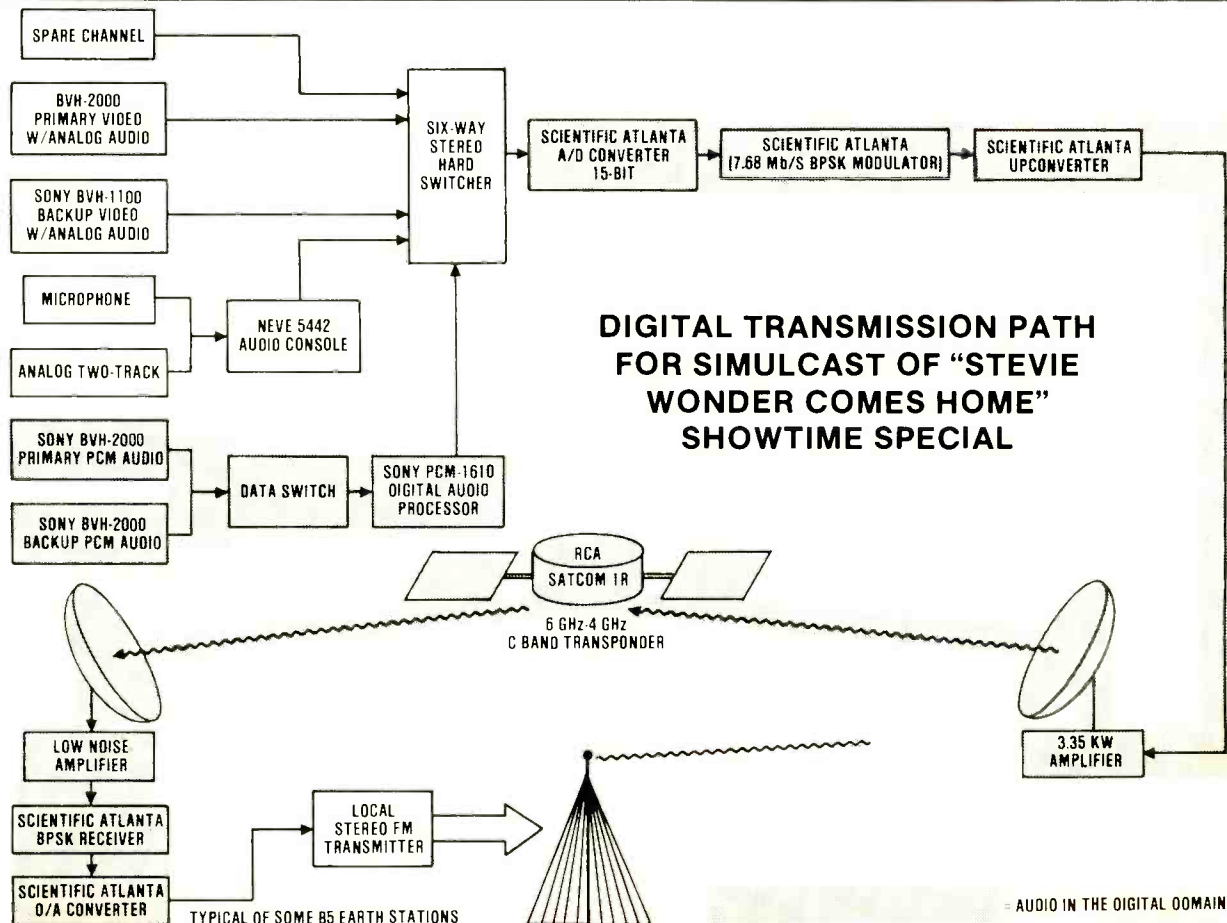 SPARE CHANNEL
BVH-2000
PRIMARY VIDEO
W/ANALOG AUDIO
SONY BVH-1100
BACKUP VIDEO
W/ANALOG AUDIO
MICROPHONE
ANALOG TWO-TRACK
NEVE 5442
AUDIO CONSOLE
SONY BVH-2000
PRIMARY PCM AUDIO
SONY BVH-2000
BACKUP PCM AUDIO
DATA SWITCH
SONY PCM-1610
DIGITAL AUDIO
PROCESSOR
SIX-WAY
STEREO
HARD
SWITCHER
SCIENTIFIC ATLANTA
A/D CONVERTER
15-BIT
SCIENTIFIC ATLANTA
(7.68 Mb/S BPSK MODULATOR)
SCIENTIFIC ATLANTA
UPCONVERTER
DIGITAL TRANSMISSION PATH
FOR SIMULCAST OF “STEVIE
WONDER COMES HOME”
SHOWTIME SPECIAL
RCA
SATCOM 1R
6 GHz-4 GHz
C BAND TRANSPONDER
3.35 KW
AMPLIFIER
LOW NOISE
AMPLIFIER
SCIENTIFIC ATLANTA
BPSK RECEIVER
SCIENTIFIC ATLANTA
D/A CONVERTER
LOCAL
STEREO FM
TRANSMITTER
TYPICAL OF SOME 85 EARTH STATIONS
= AUDIO IN THE DIGITAL DOMAIN